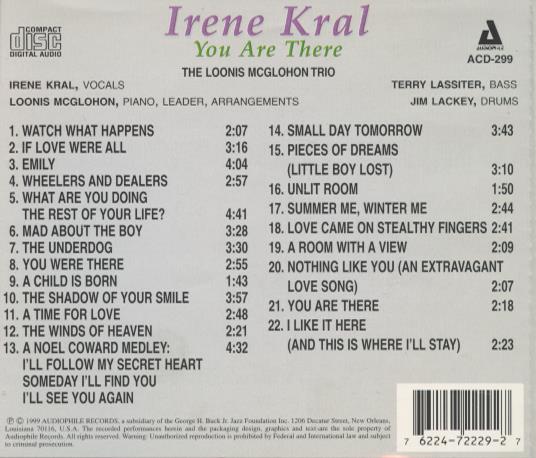 COMPACT
disc
DIGITAL AUDIO
Irene Kral
You Are There
AUDIOPHILE
ACD-299
THE LOONIS MCGLOHON TRIO
IRENE KRAL, VOCALS
LOONIS MCGLOHON, PIANO, LEADER, ARRANGEMENTS
TERRY LASSITER, BASS
JIM LACKEY, DRUMS
1. WATCH WHAT HAPPENS 2:07
2. IF LOVE WERE ALL 3:16
3. EMILY 4:04
4. WHEELERS AND DEALERS 2:57
5. WHAT ARE YOU DOING
THE REST OF YOUR LIFE? 4:41
6. MAD ABOUT THE BOY 3:28
7. THE UNDERDOG 3:30
8. YOU WERE THERE 2:55
9. A CHILD IS BORN 1:43
10. THE SHADOW OF YOUR SMILE 3:57
11. A TIME FOR LOVE 2:48
12. THE WINDS OF HEAVEN 2:21
13. A NOEL COWARD MEDLEY: 4:32
I'LL FOLLOW MY SECRET HEART
SOMEDAY I'LL FIND YOU
I'LL SEE YOU AGAIN
14. SMALL DAY TOMORROW 3:43
15. PIECES OF DREAMS
(LITTLE BOY LOST) 3:10
16. UNLIT ROOM 1:50
17. SUMMER ME, WINTER ME 2:44
18. LOVE CAME ON STEALTHY FINGERS 2:41
19. A ROOM WITH A VIEW 2:09
20. NOTHING LIKE YOU (AN EXTRAVAGANT
LOVE SONG) 2:07
21. YOU ARE THERE 2:18
22. I LIKE IT HERE
(AND THIS IS WHERE I'LL STAY) 2:23
℗ © 1999 AUDIOPHILE RECORDS, a subsidiary of the George H. Buck Jr. Jazz Foundation Inc. 1206 Decatur Street, New Orleans,
Louisiana 70116, U.S.A. The recorded performances herein and the packaging design, graphics and text are the sole property of
Audiophile Records. All rights reserved. Warning: Unauthorized reproduction is prohibited by Federal and International law and subject
to criminal prosecution.
7 62247-22229-2 7